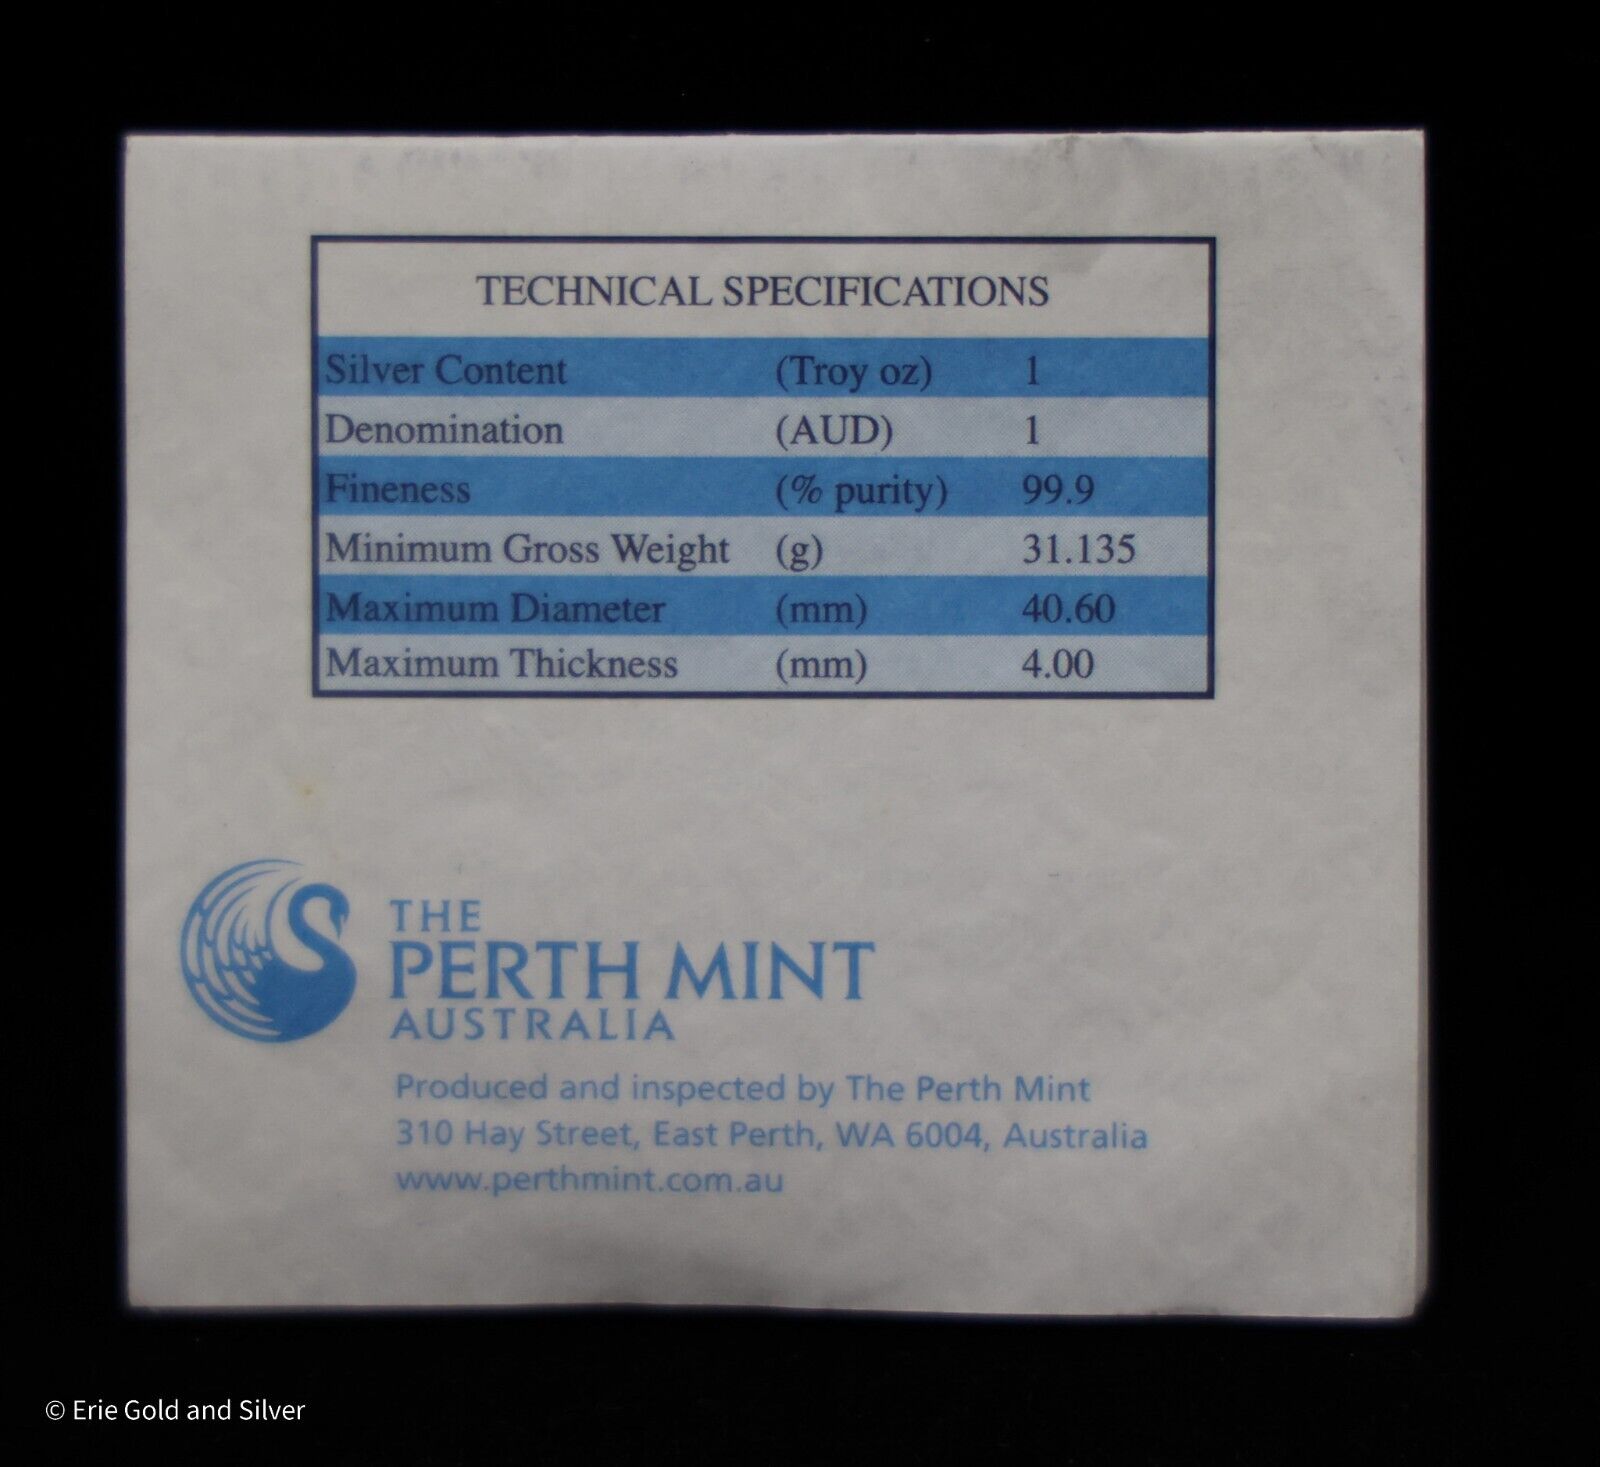 TECHNICAL SPECIFICATIONS
Silver Content (Troy oz) 1
Denomination (AUD) 1
Fineness (% purity) 99.9
Minimum Gross Weight (g) 31.135
Maximum Diameter (mm) 40.60
Maximum Thickness (mm) 4.00
THE
PERTH MINT
AUSTRALIA
Produced and inspected by The Perth Mint
310 Hay Street, East Perth, WA 6004, Australia
www.perthmint.com.au
© Erie Gold and Silver